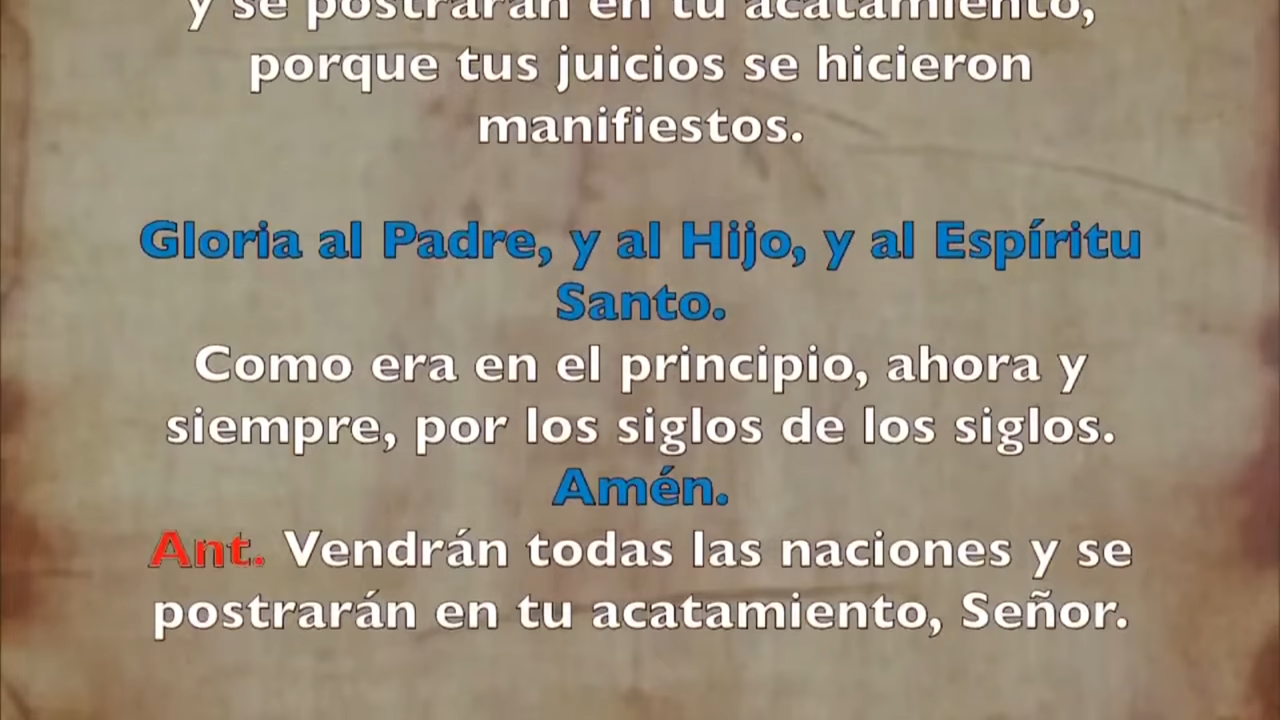 y se postrarán en tu acatamiento,
porque tus juicios se hicieron
manifiestos.
Gloria al Padre, y al Hijo, y al Espíritu
Santo.
Como era en el principio, ahora y
siempre, por los siglos de los siglos.
Amén.
Ant. Vendrán todas las naciones y se
postrarán en tu acatamiento, Señor.